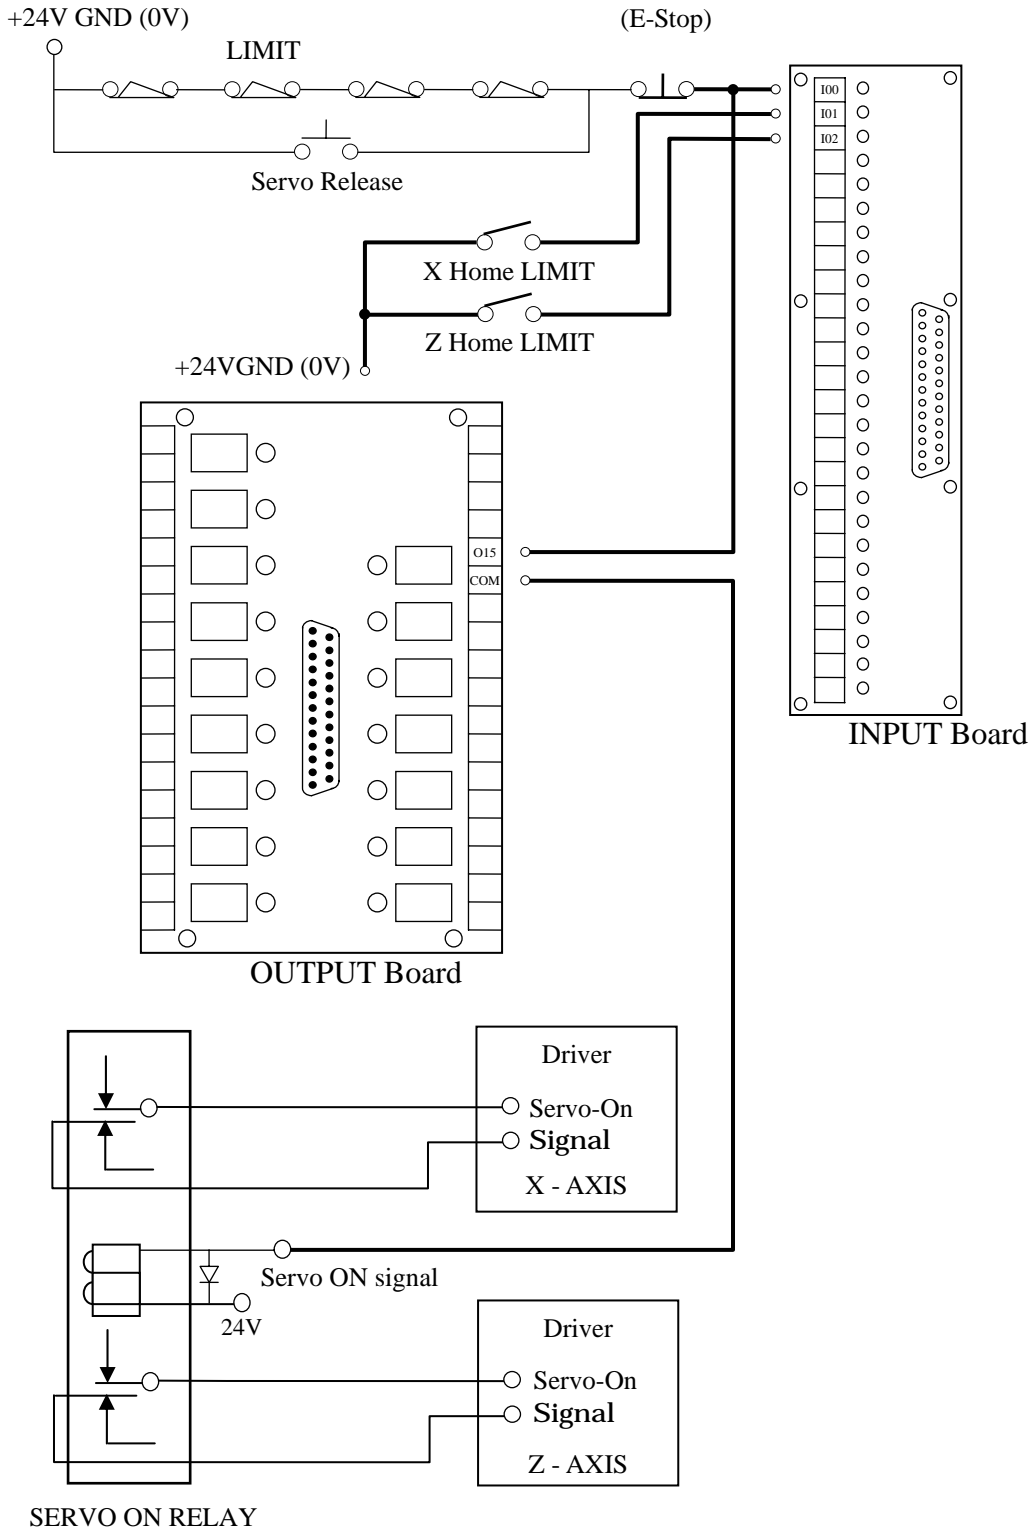 +24V GND (0V)
(E-Stop)
LIMIT
I00
I01
I02
Servo Release
X Home LIMIT
Z Home LIMIT
+24VGND (0V)
O15
COM
INPUT Board
OUTPUT Board
Driver
Servo-On
Signal
X - AXIS
Servo ON signal
24V
Driver
Servo-On
Signal
Z - AXIS
SERVO ON RELAY